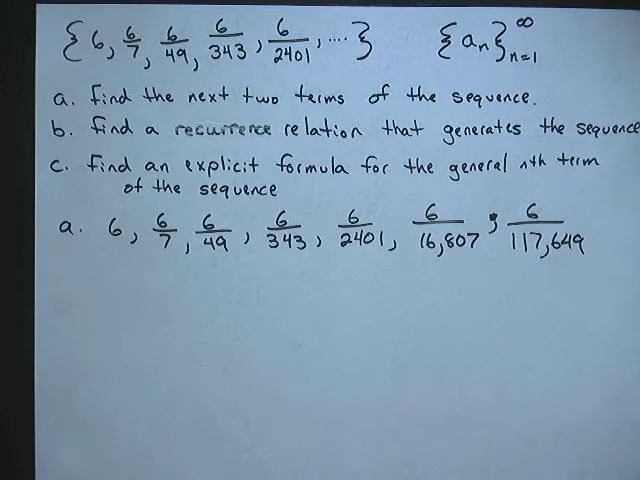 {6, 6/7, 6/49, 6/343, 6/2401, ....} {aₙ}ₙ₌₁^∞
a. Find the next two terms of the sequence.
b. find a recurrence relation that generates the sequence
c. Find an explicit formula for the general nth term
of the sequence
a. 6, 6/7, 6/49, 6/343, 6/2401, 6/16,807, 6/117,649